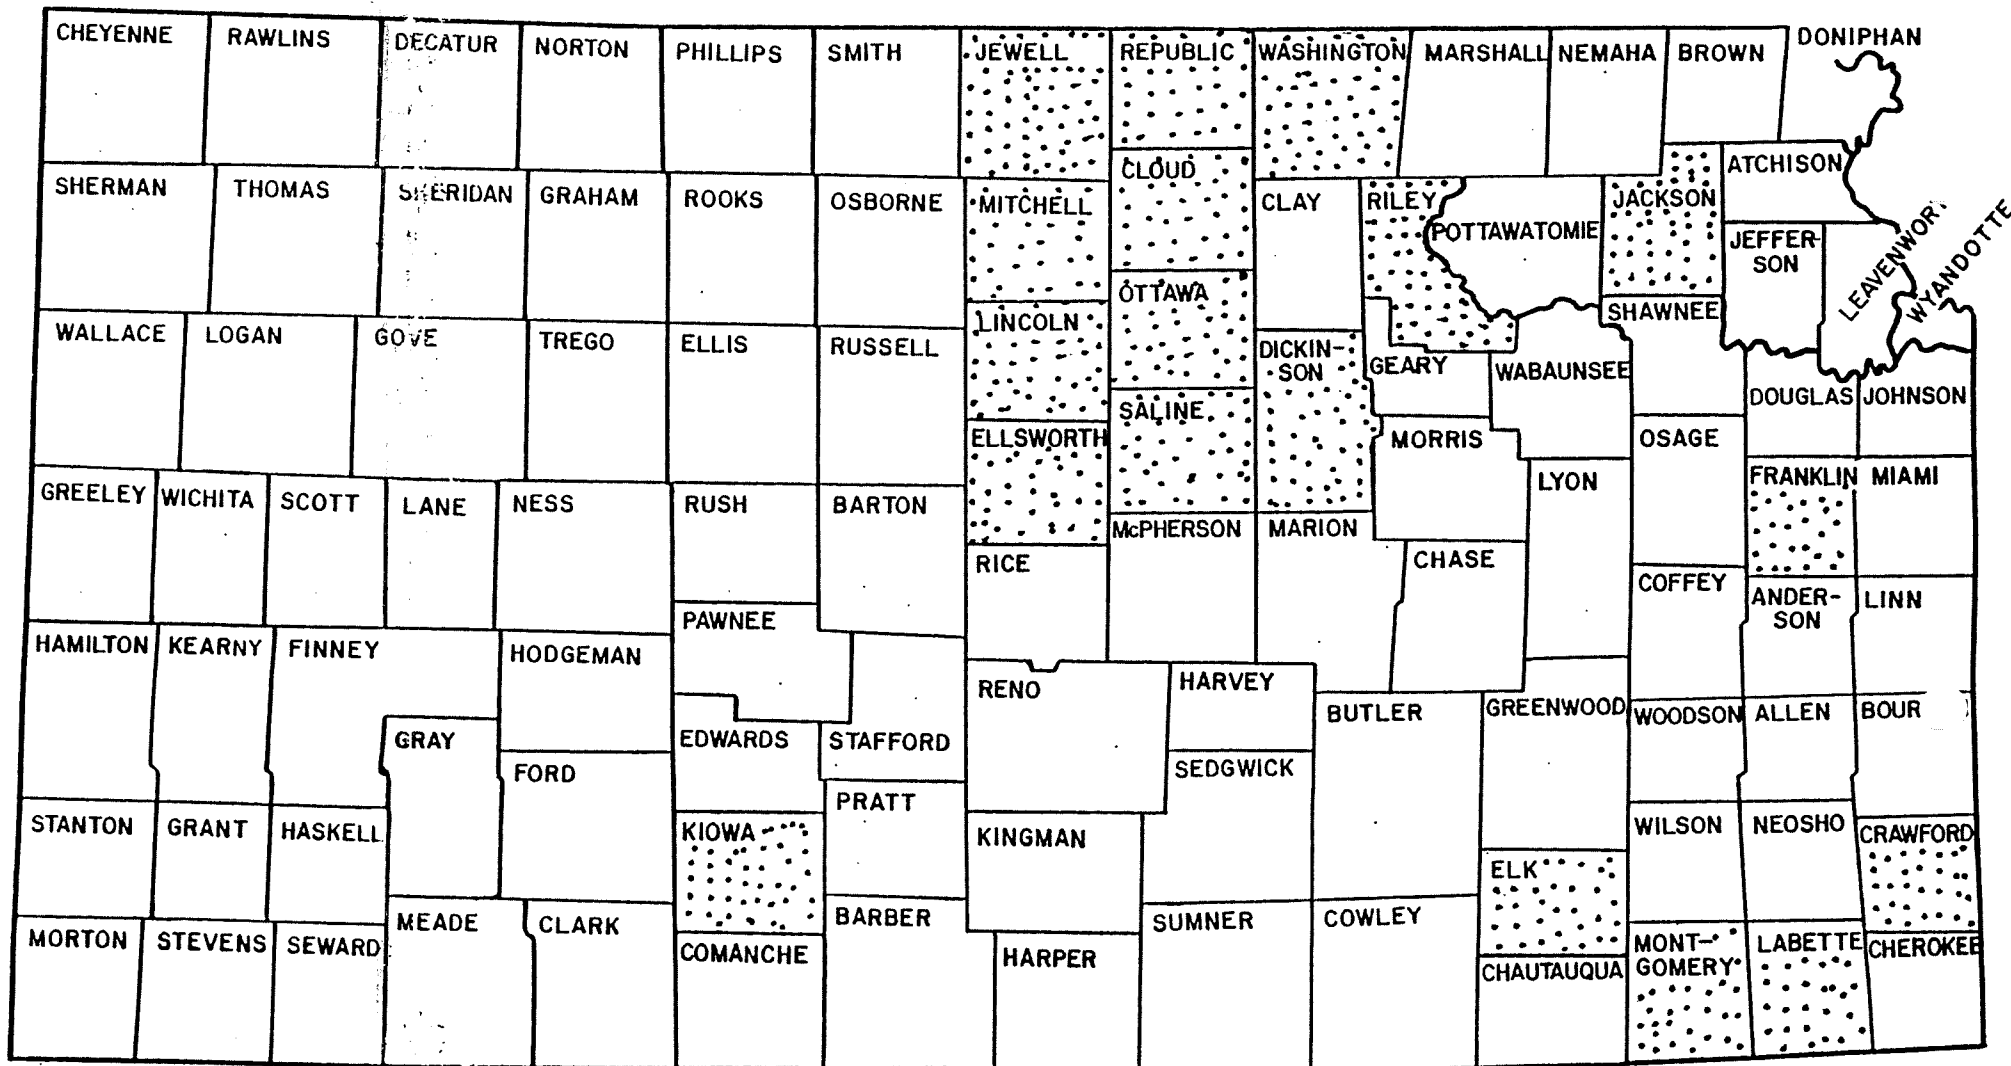 CHEYENNE
RAWLINS
DECATUR
NORTON
PHILLIPS
SMITH
JEWELL
REPUBLIC
WASHINGTON
MARSHALL
NEMAHA
BROWN
DONIPHAN
SHERMAN
THOMAS
SHERIDAN
GRAHAM
ROOKS
OSBORNE
MITCHELL
CLOUD
CLAY
RILEY
POTTAWATOMIE
JACKSON
ATCHISON
JEFFER-
SON
LEAVENWORT
WYANDOTTE
WALLACE
LOGAN
GOVE
TREGO
ELLIS
RUSSELL
LINCOLN
OTTAWA
DICKIN-
SON
GEARY
WABAUNSEE
SHAWNEE
DOUGLAS
JOHNSON
SALINE
ELLSWORTH
MORRIS
OSAGE
LYON
FRANKLIN
MIAMI
GREELEY
WICHITA
SCOTT
LANE
NESS
RUSH
BARTON
RICE
McPHERSON
MARION
CHASE
COFFEY
ANDER-
SON
LINN
HAMILTON
KEARNY
FINNEY
HODGEMAN
PAWNEE
RENO
HARVEY
BUTLER
GREENWOOD
WOODSON
ALLEN
BOUR
GRAY
FORD
EDWARDS
STAFFORD
SEDGWICK
PRATT
STANTON
GRANT
HASKELL
KIOWA
KINGMAN
ELK
WILSON
NEOSHO
CRAWFORD
MORTON
STEVENS
SEWARD
MEADE
CLARK
COMANCHE
BARBER
HARPER
SUMNER
COWLEY
CHAUTAUQUA
MONT-
GOMERY
LABETTE
CHEROKEE